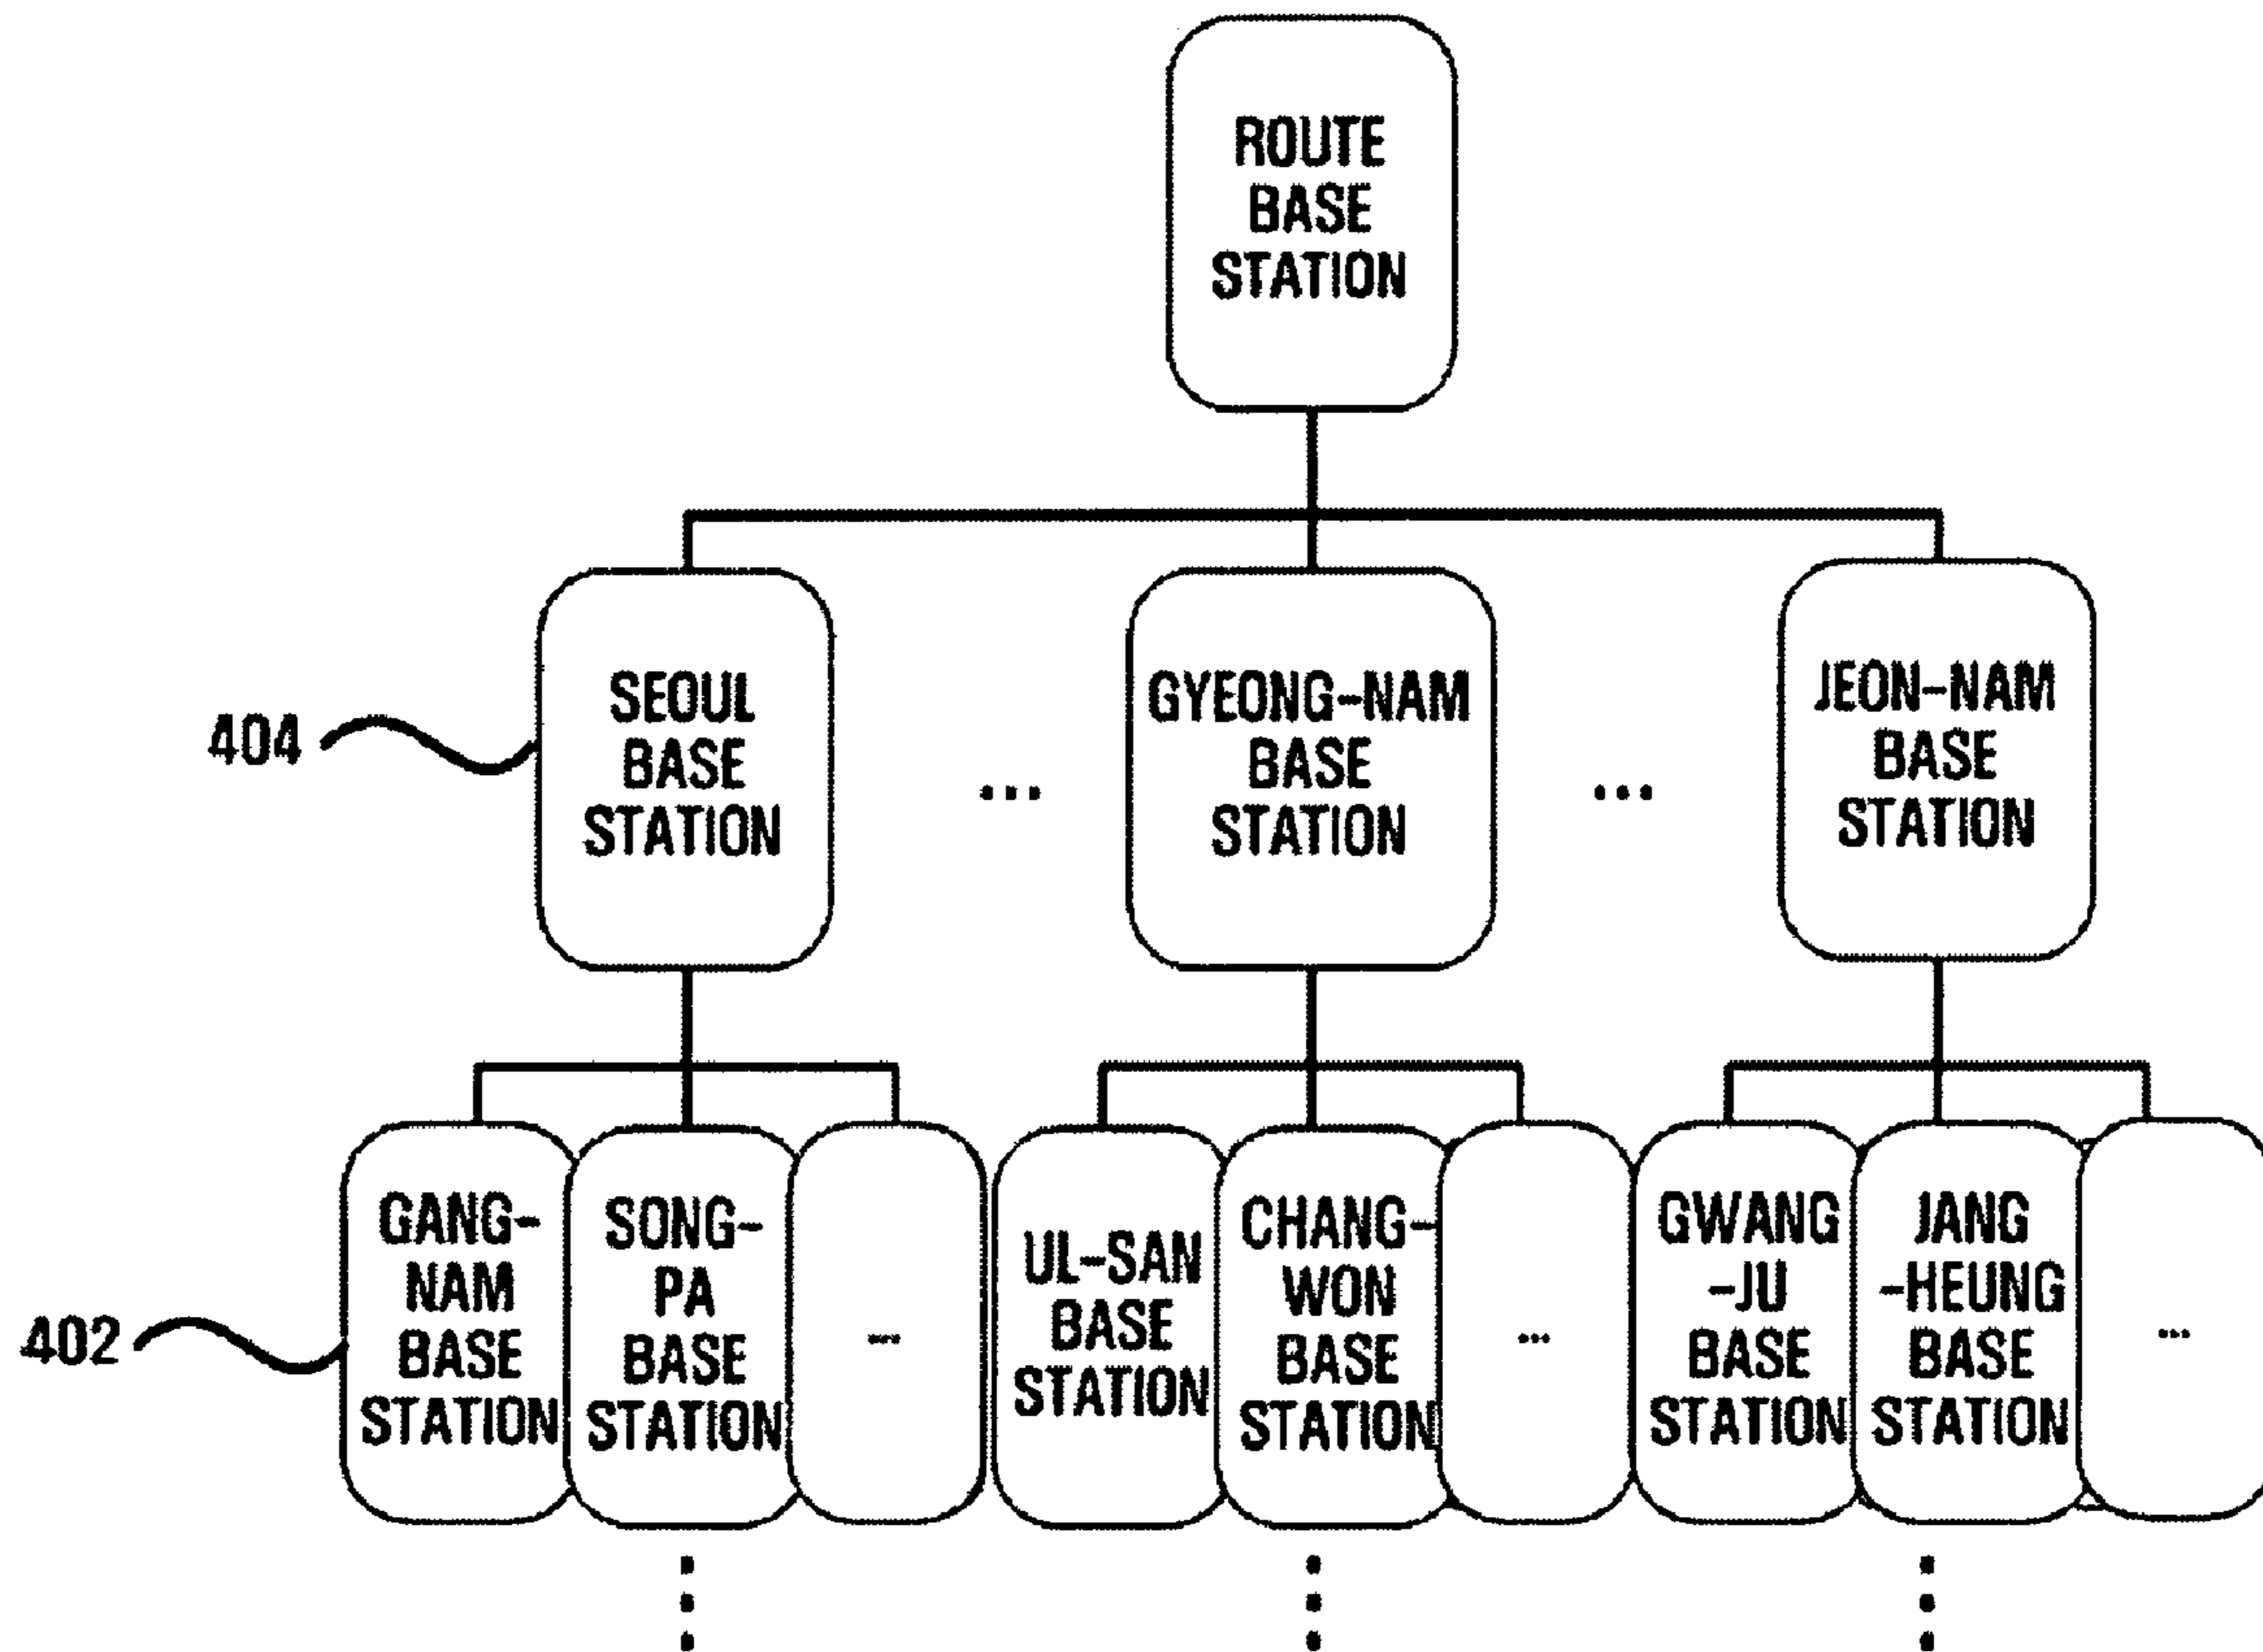 ROUTE
BASE
STATION
404
SEOUL
BASE
STATION
...
GYEONG-NAM
BASE
STATION
...
JEON-NAM
BASE
STATION
402
GANG-
NAM
BASE
STATION
SONG-
PA
BASE
STATION
...
UL-SAN
BASE
STATION
CHANG-
WON
BASE
STATION
...
GWANG
-JU
BASE
STATION
JANG
-HEUNG
BASE
STATION
...